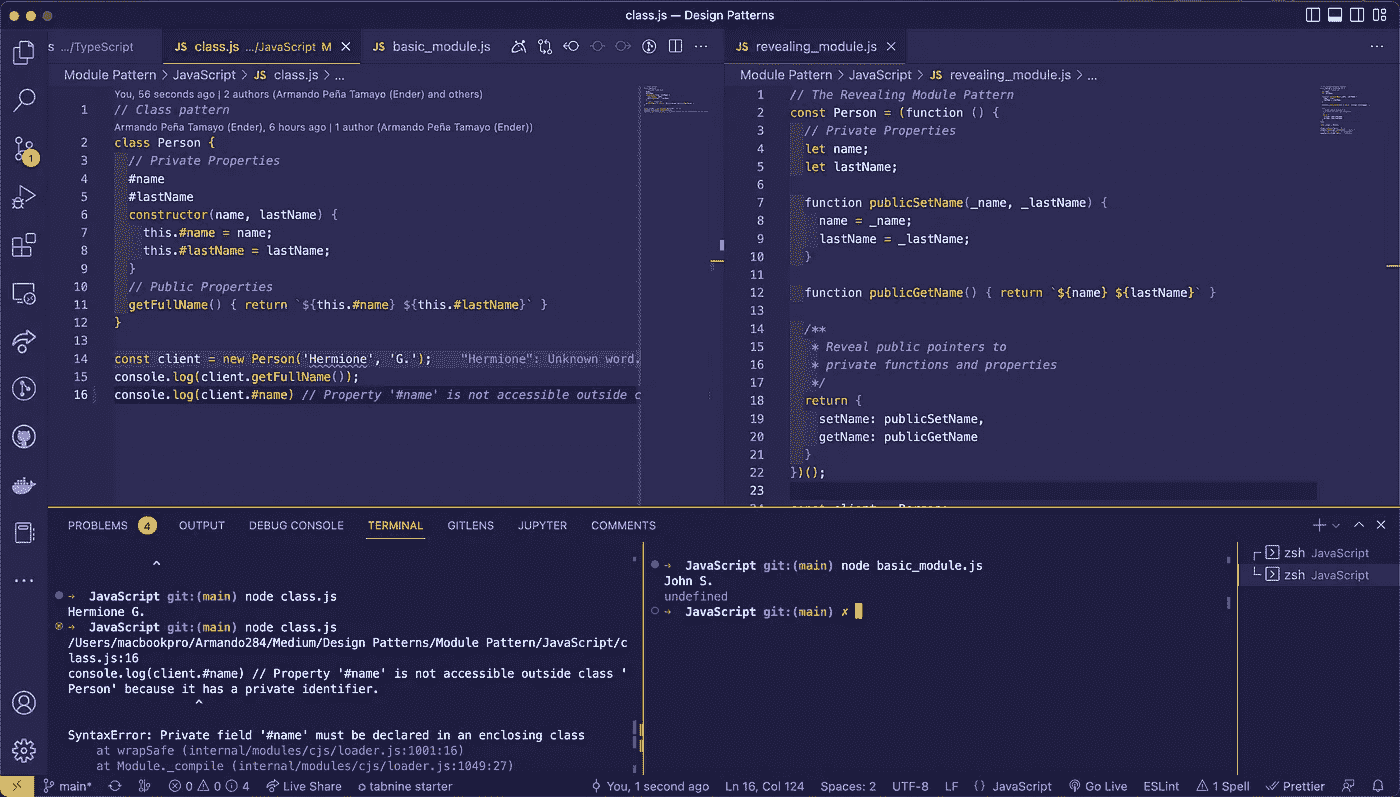 class.js — Design Patterns
s .../TypeScript
JS class.js .../JavaScript M
JS basic_module.js
Module Pattern > JavaScript > JS class.js > ...
You, 56 seconds ago | 2 authors (Armando Peña Tamayo (Ender) and others)
1 // Class pattern
Armando Peña Tamayo (Ender), 6 hours ago | 1 author (Armando Peña Tamayo (Ender))
2 class Person {
3 // Private Properties
4 #name
5 #lastName
6 constructor(name, lastName) {
7 this.#name = name;
8 this.#lastName = lastName;
9 }
10 // Public Properties
11 getFullName() { return `${this.#name} ${this.#lastName}` }
12 }
13
14 const client = new Person('Hermione', 'G.'); "Hermione": Unknown word.
15 console.log(client.getFullName());
16 console.log(client.#name) // Property '#name' is not accessible outside c
JS revealing_module.js
Module Pattern > JavaScript > JS revealing_module.js > ...
1 // The Revealing Module Pattern
2 const Person = (function () {
3 // Private Properties
4 let name;
5 let lastName;
6
7 function publicSetName(_name, _lastName) {
8 name = _name;
9 lastName = _lastName;
10 }
11
12 function publicGetName() { return `${name} ${lastName}` }
13
14 /**
15 * Reveal public pointers to
16 * private functions and properties
17 */
18 return {
19 setName: publicSetName,
20 getName: publicGetName
21 }
22 })();
23
1
PROBLEMS 4 OUTPUT DEBUG CONSOLE TERMINAL GITLENS JUPYTER COMMENTS
^
→ JavaScript git:(main) node class.js
Hermione G.
→ JavaScript git:(main) node class.js
/Users/macbookpro/Armando284/Medium/Design Patterns/Module Pattern/JavaScript/c
lass.js:16
console.log(client.#name) // Property '#name' is not accessible outside class '
Person' because it has a private identifier.
^
SyntaxError: Private field '#name' must be declared in an enclosing class
at wrapSafe (internal/modules/cjs/loader.js:1001:16)
at Module._compile (internal/modules/cjs/loader.js:1049:27)
→ JavaScript git:(main) node basic_module.js
John S.
undefined
→ JavaScript git:(main) ✗
zsh JavaScript
zsh JavaScript
main* 0 0 4 Live Share tabnine starter You, 1 second ago Ln 16, Col 124 Spaces: 2 UTF-8 LF {} JavaScript Go Live ESLint 1 Spell Prettier